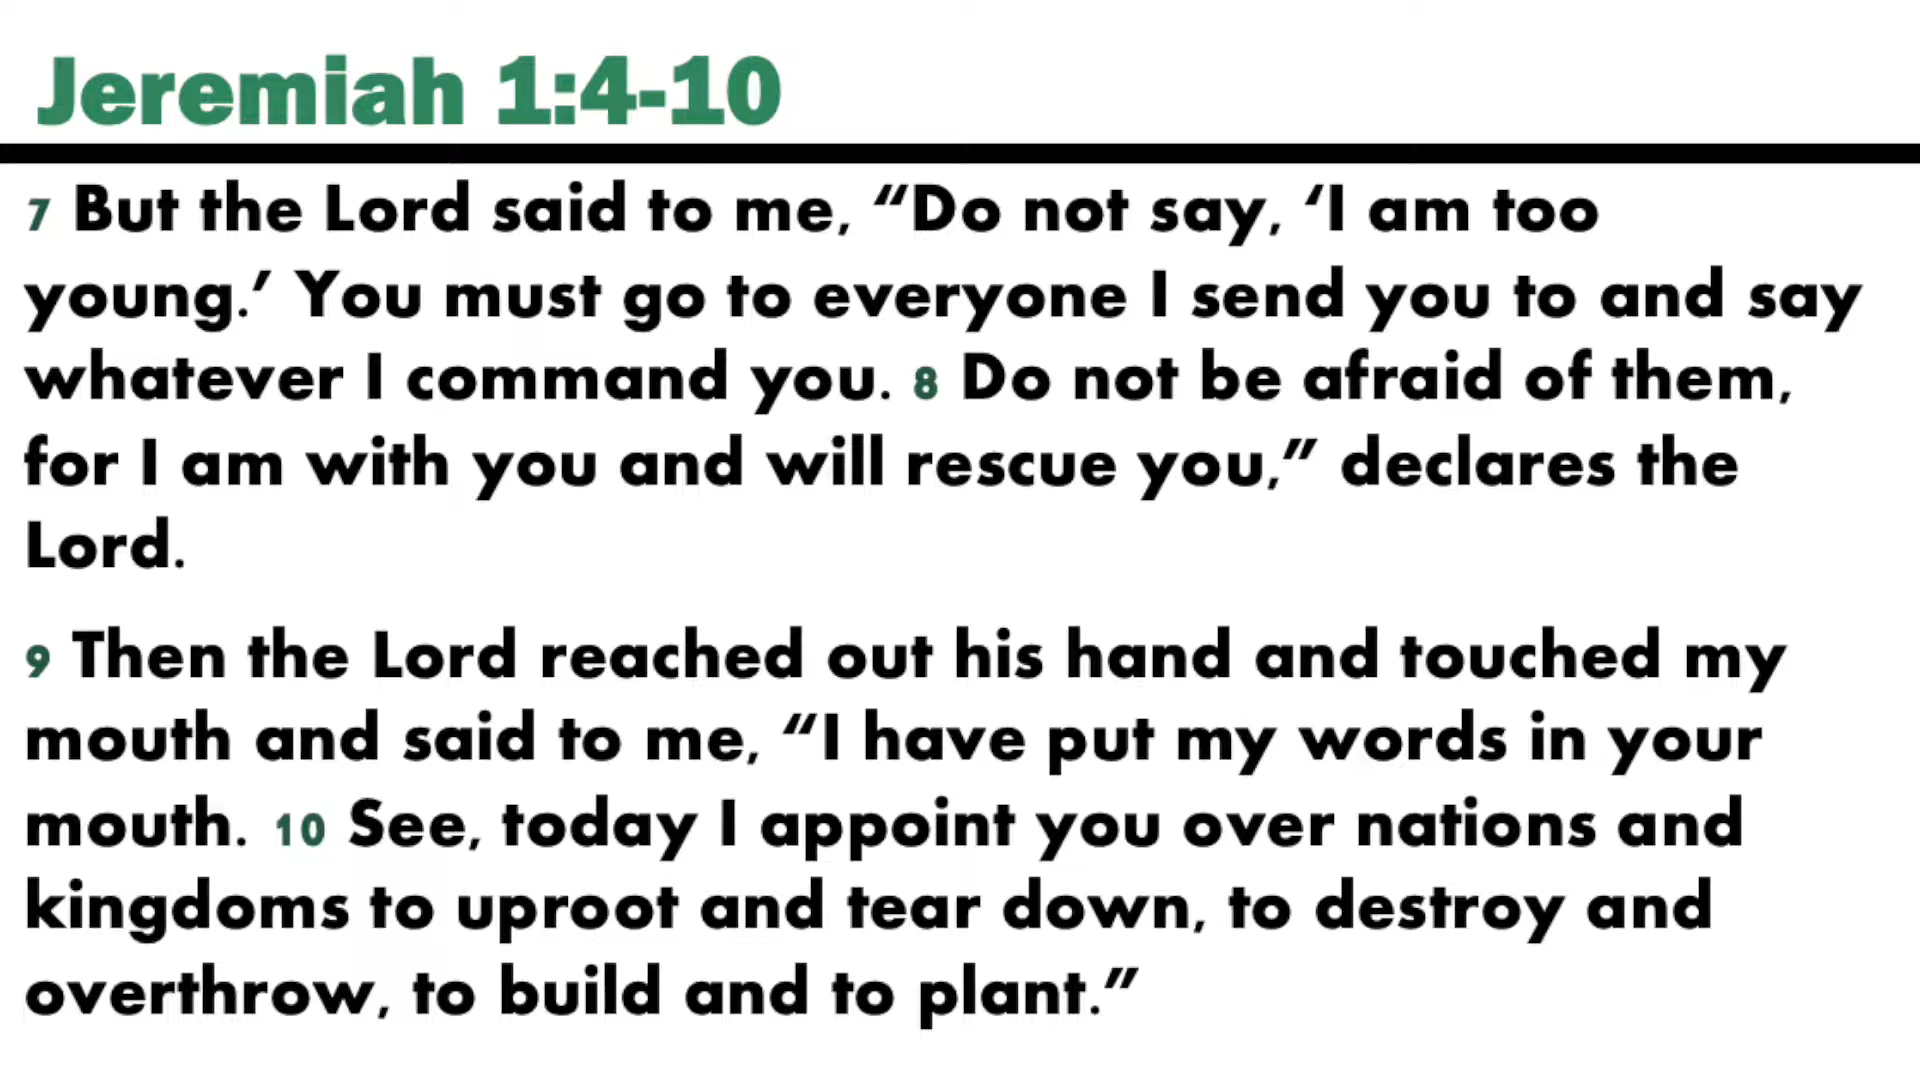 Jeremiah 1:4-10
7 But the Lord said to me, “Do not say, ‘I am too
young.’ You must go to everyone I send you to and say
whatever I command you. 8 Do not be afraid of them,
for I am with you and will rescue you,” declares the
Lord.
9 Then the Lord reached out his hand and touched my
mouth and said to me, “I have put my words in your
mouth. 10 See, today I appoint you over nations and
kingdoms to uproot and tear down, to destroy and
overthrow, to build and to plant.”